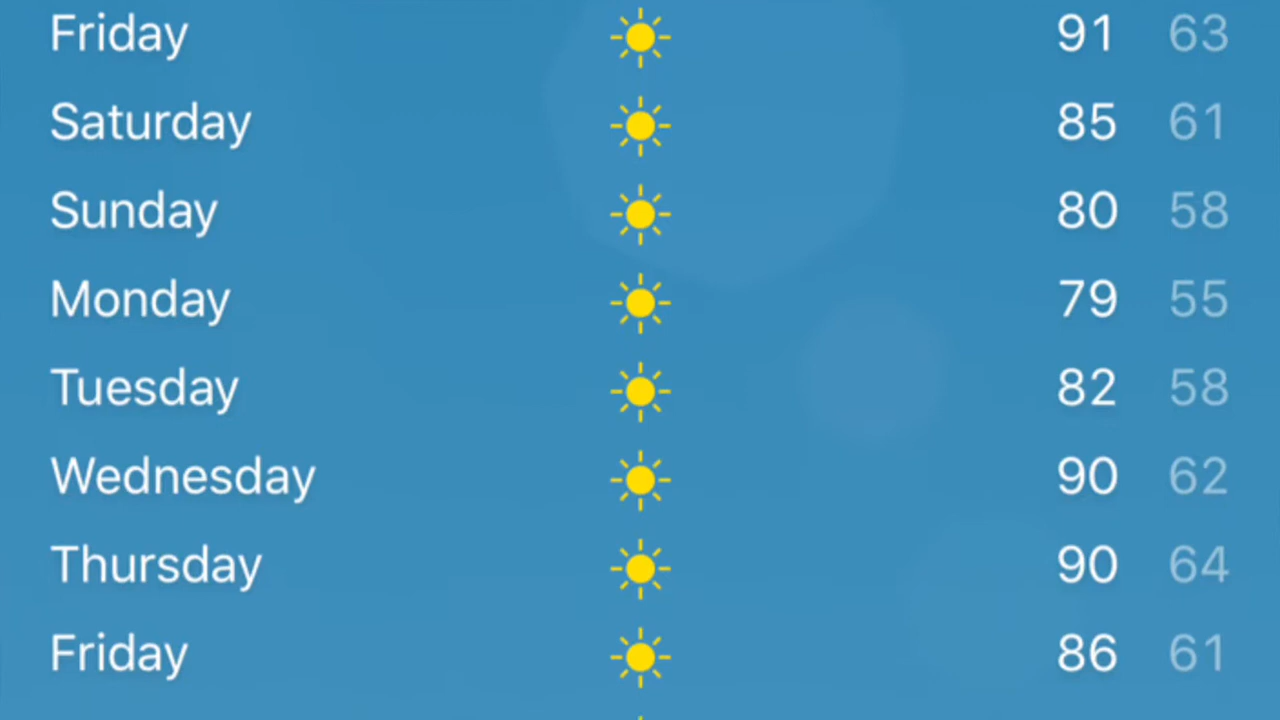 Friday 91 63
Saturday 85 61
Sunday 80 58
Monday 79 55
Tuesday 82 58
Wednesday 90 62
Thursday 90 64
Friday 86 61